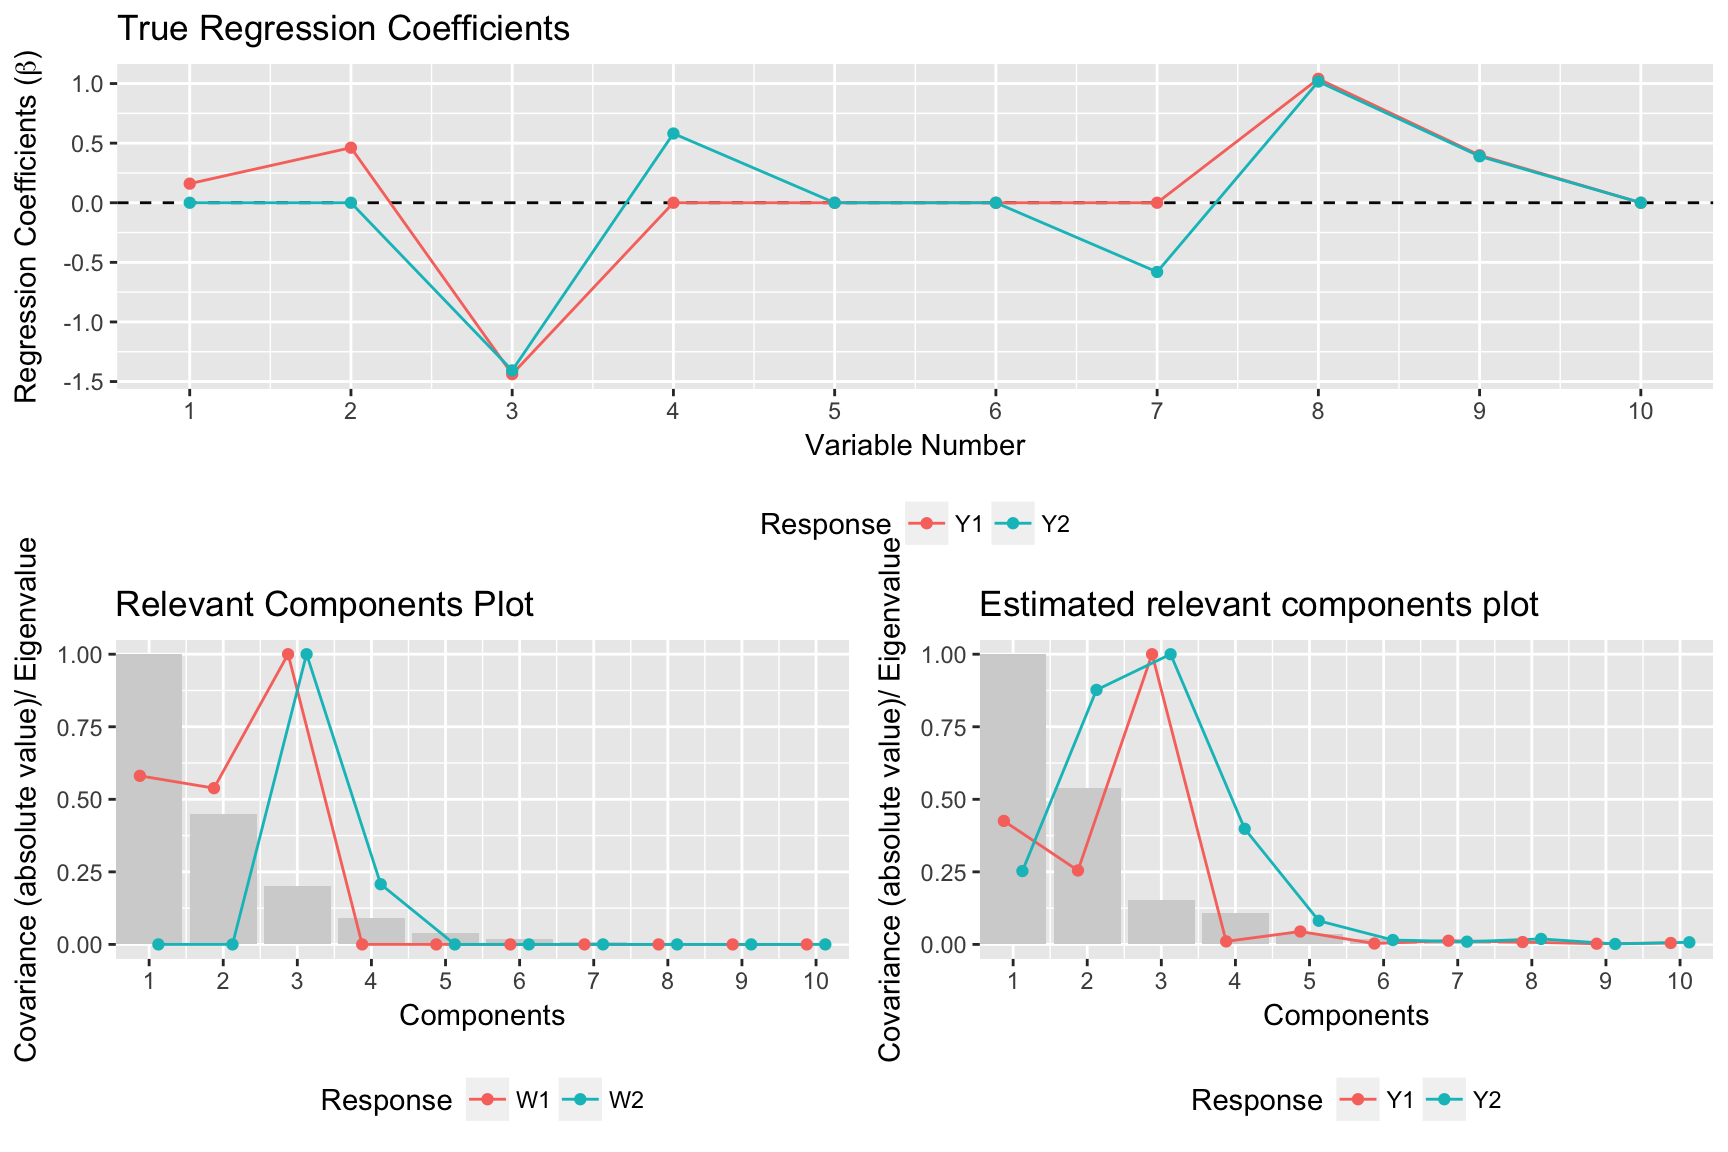 True Regression Coefficients
Regression Coefficients (β)
1.0
0.5
0.0
-0.5
-1.0
-1.5
1 2 3 4 5 6 7 8 9 10
Variable Number
Response Y1 Y2
Relevant Components Plot
Covariance (absolute value)/ Eigenvalue
1.00
0.75
0.50
0.25
0.00
1 2 3 4 5 6 7 8 9 10
Components
Response W1 W2
Estimated relevant components plot
Covariance (absolute value)/ Eigenvalue
1.00
0.75
0.50
0.25
0.00
1 2 3 4 5 6 7 8 9 10
Components
Response Y1 Y2